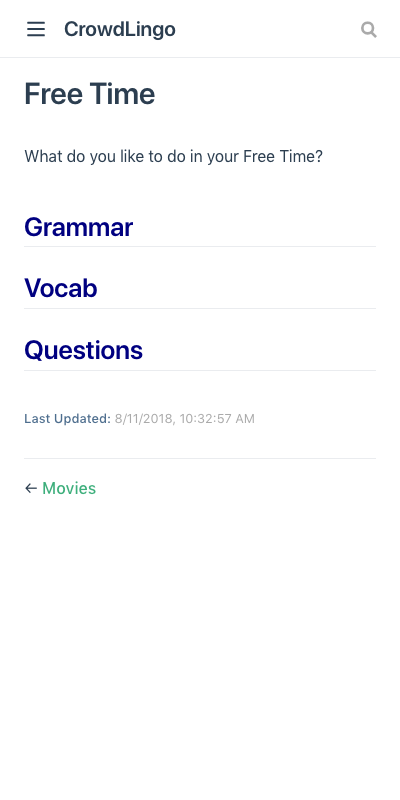 CrowdLingo
Free Time
What do you like to do in your Free Time?
Grammar
Vocab
Questions
Last Updated: 8/11/2018, 10:32:57 AM
← Movies